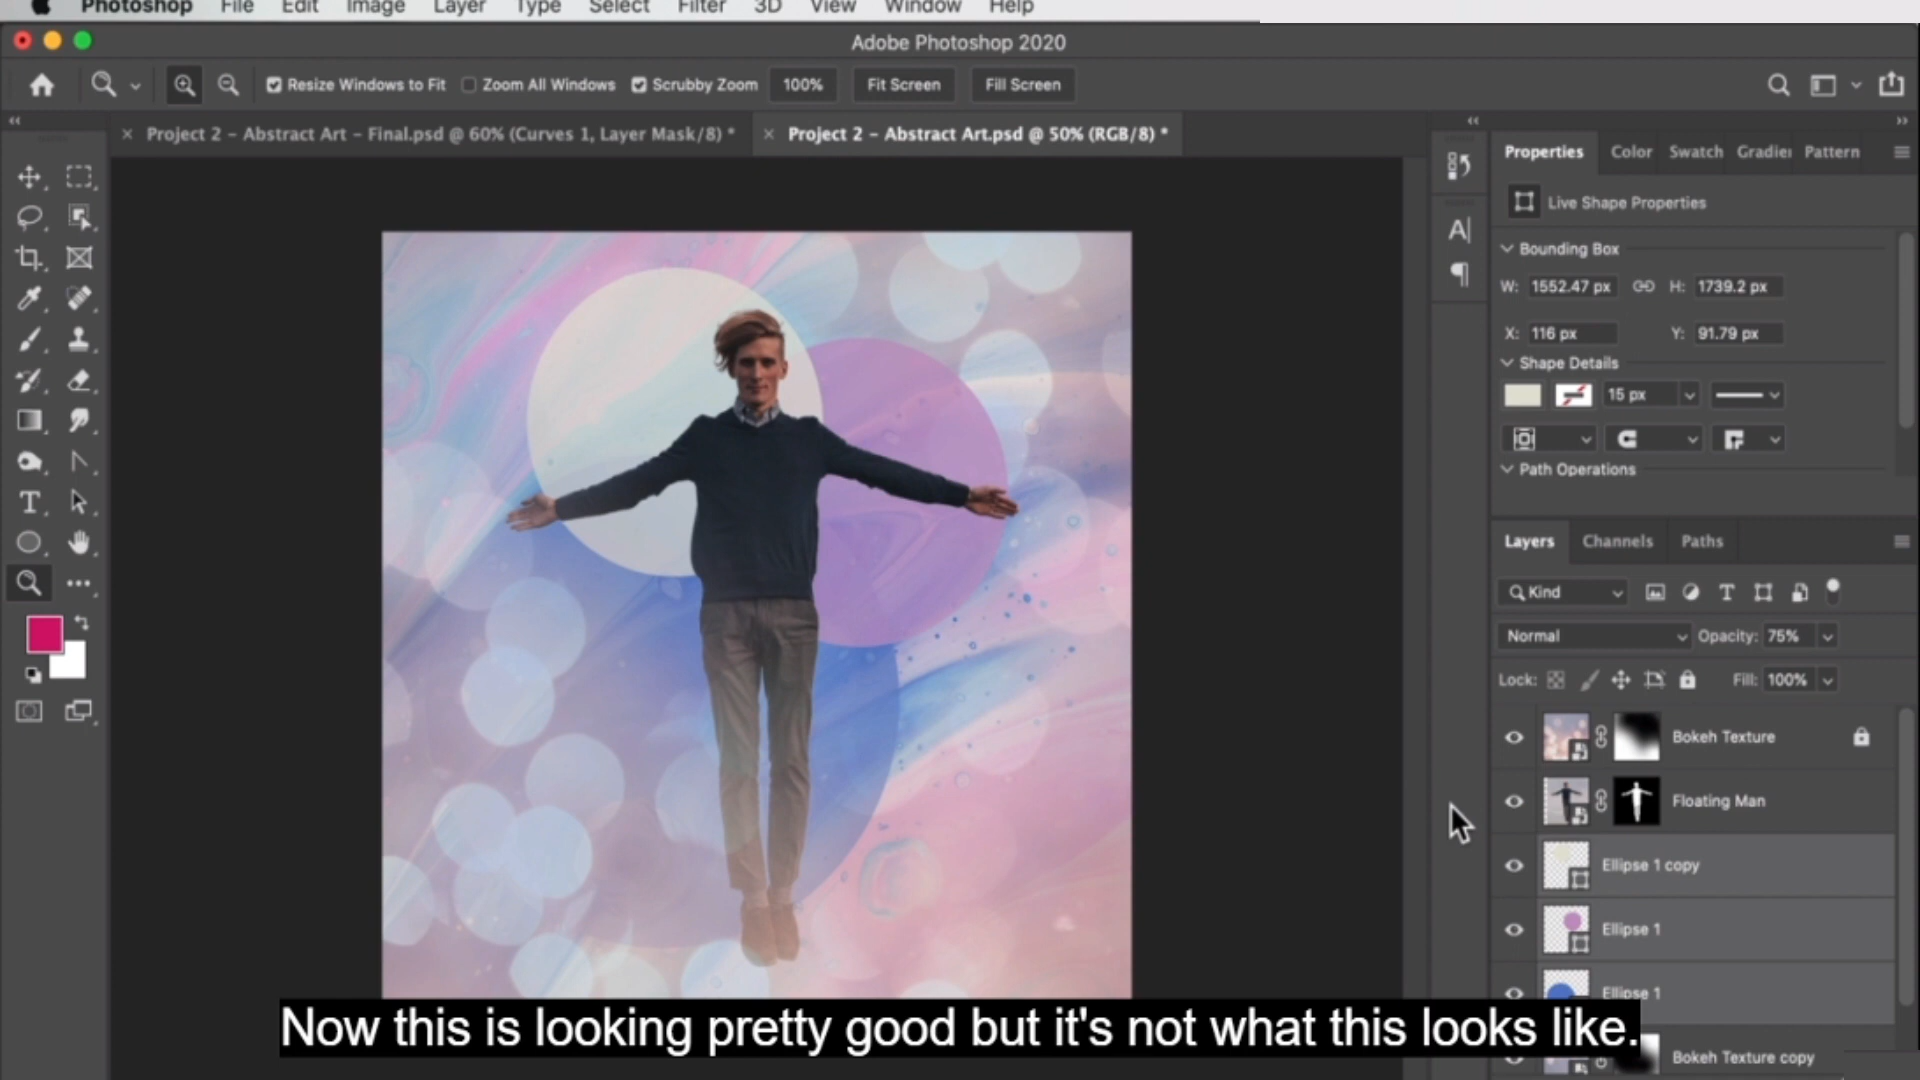 Photoshop File Edit Image Layer Type Select Filter 3D View Window Help
Adobe Photoshop 2020
Resize Windows to Fit Zoom All Windows Scrubby Zoom 100% Fit Screen Fill Screen
Project 2 - Abstract Art - Final.psd @ 60% (Curves 1, Layer Mask/8) *
Project 2 - Abstract Art.psd @ 50% (RGB/8) *
Properties Color Swatch Gradie Pattern
Live Shape Properties
Bounding Box
W: 1552.47 px H: 1739.2 px
X: 116 px Y: 91.79 px
Shape Details
15 px
Path Operations
Layers Channels Paths
Kind
Normal Opacity: 75%
Lock: Fill: 100%
Bokeh Texture
Floating Man
Ellipse 1 copy
Ellipse 1
Ellipse 1
Bokeh Texture copy
Now this is looking pretty good but it's not what this looks like.